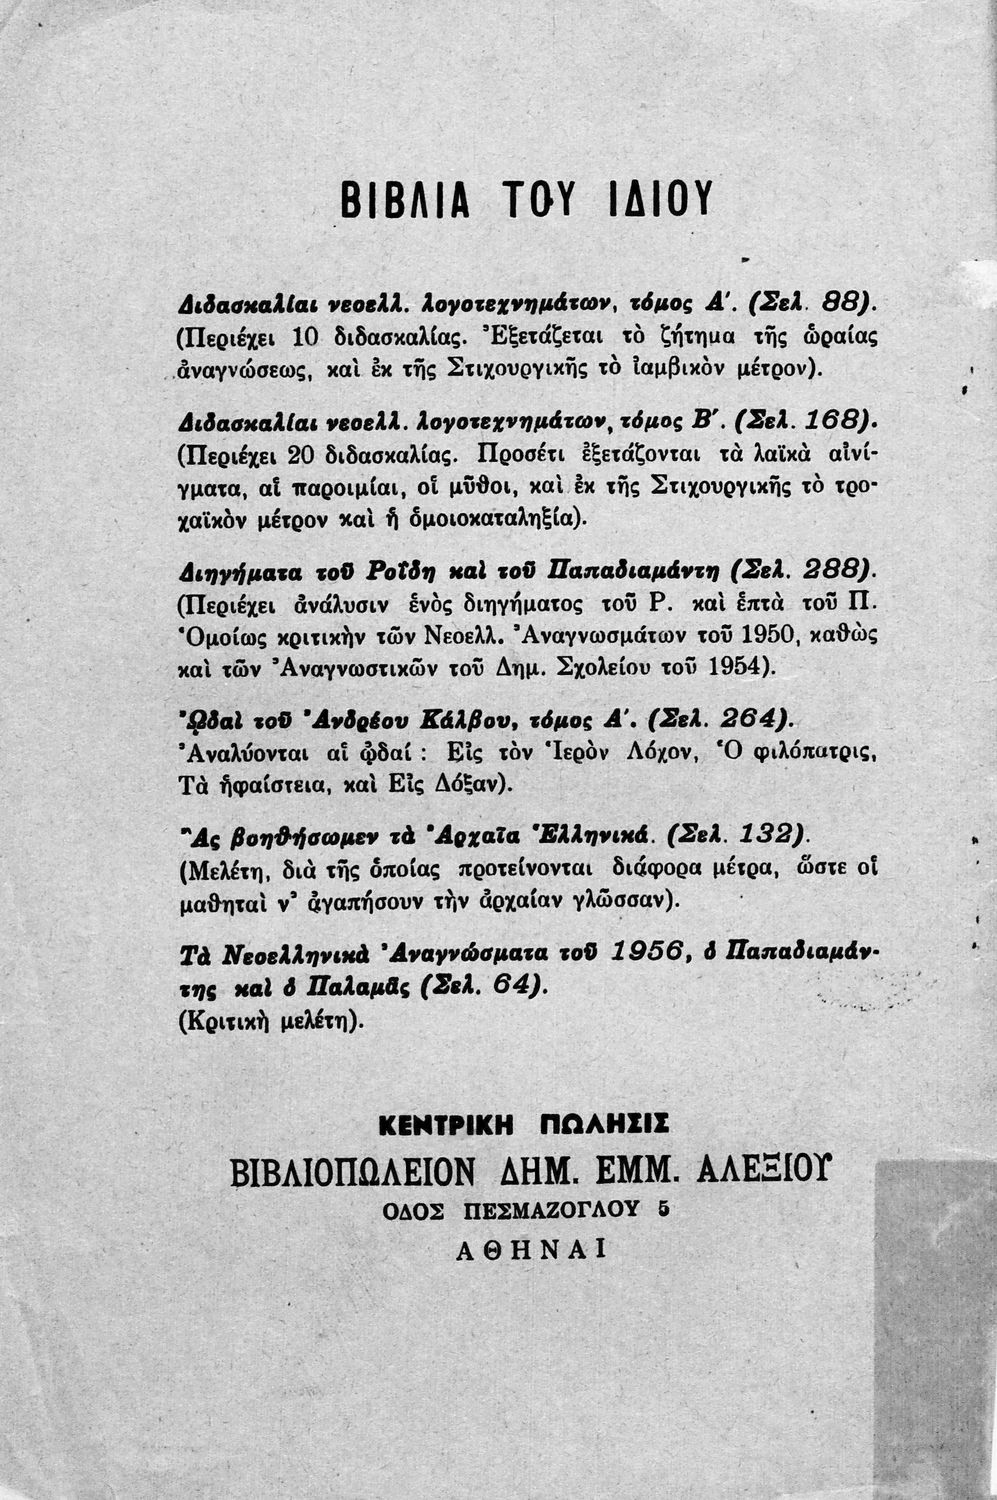 ΒΙΒΛΙΑ ΤΟΥ ΙΔΙΟΥ
Διδασκαλίαι νεοελλ. λογοτεχνημάτων, τόμος Α΄. (Σελ. 88).
(Περιέχει 10 διδασκαλίας. Ἐξετάζεται τὸ ζήτημα τῆς ὡραίας
ἀναγνώσεως, καὶ ἐκ τῆς Στιχουργικῆς τὸ ἰαμβικὸν μέτρον).
Διδασκαλίαι νεοελλ. λογοτεχνημάτων, τόμος Β΄. (Σελ. 168).
(Περιέχει 20 διδασκαλίας. Προσέτι ἐξετάζονται τὰ λαϊκὰ αἰνί-
γματα, αἱ παροιμίαι, οἱ μῦθοι, καὶ ἐκ τῆς Στιχουργικῆς τὸ τρο-
χαϊκὸν μέτρον καὶ ἡ ὁμοιοκαταληξία).
Διηγήματα τοῦ Ροΐδη καὶ τοῦ Παπαδιαμάντη (Σελ. 288).
(Περιέχει ἀνάλυσιν ἑνὸς διηγήματος τοῦ Ρ. καὶ ἑπτὰ τοῦ Π.
Ὁμοίως κριτικὴν τῶν Νεοελλ. Ἀναγνωσμάτων τοῦ 1950, καθὼς
καὶ τῶν Ἀναγνωστικῶν τοῦ Δημ. Σχολείου τοῦ 1954).
ᾨδαὶ τοῦ Ἀνδρέου Κάλβου, τόμος Α΄. (Σελ. 264).
Ἀναλύονται αἱ ᾠδαί : Εἰς τὸν Ἱερὸν Λόχον, Ὁ φιλόπατρις,
Τὰ ἡφαίστεια, καὶ Εἰς Δόξαν).
Ἂς βοηθήσωμεν τὰ Ἀρχαῖα Ἑλληνικά. (Σελ. 132).
(Μελέτη, διὰ τῆς ὁποίας προτείνονται διάφορα μέτρα, ὥστε οἱ
μαθηταὶ ν' ἀγαπήσουν τὴν ἀρχαίαν γλῶσσαν).
Τὰ Νεοελληνικὰ Ἀναγνώσματα τοῦ 1956, ὁ Παπαδιαμάν-
της καὶ ὁ Παλαμᾶς (Σελ. 64).
(Κριτικὴ μελέτη).
ΚΕΝΤΡΙΚΗ ΠΩΛΗΣΙΣ
ΒΙΒΛΙΟΠΩΛΕΙΟΝ ΔΗΜ. ΕΜΜ. ΑΛΕΞΙΟΥ
ΟΔΟΣ ΠΕΣΜΑΖΟΓΛΟΥ 5
ΑΘΗΝΑΙ